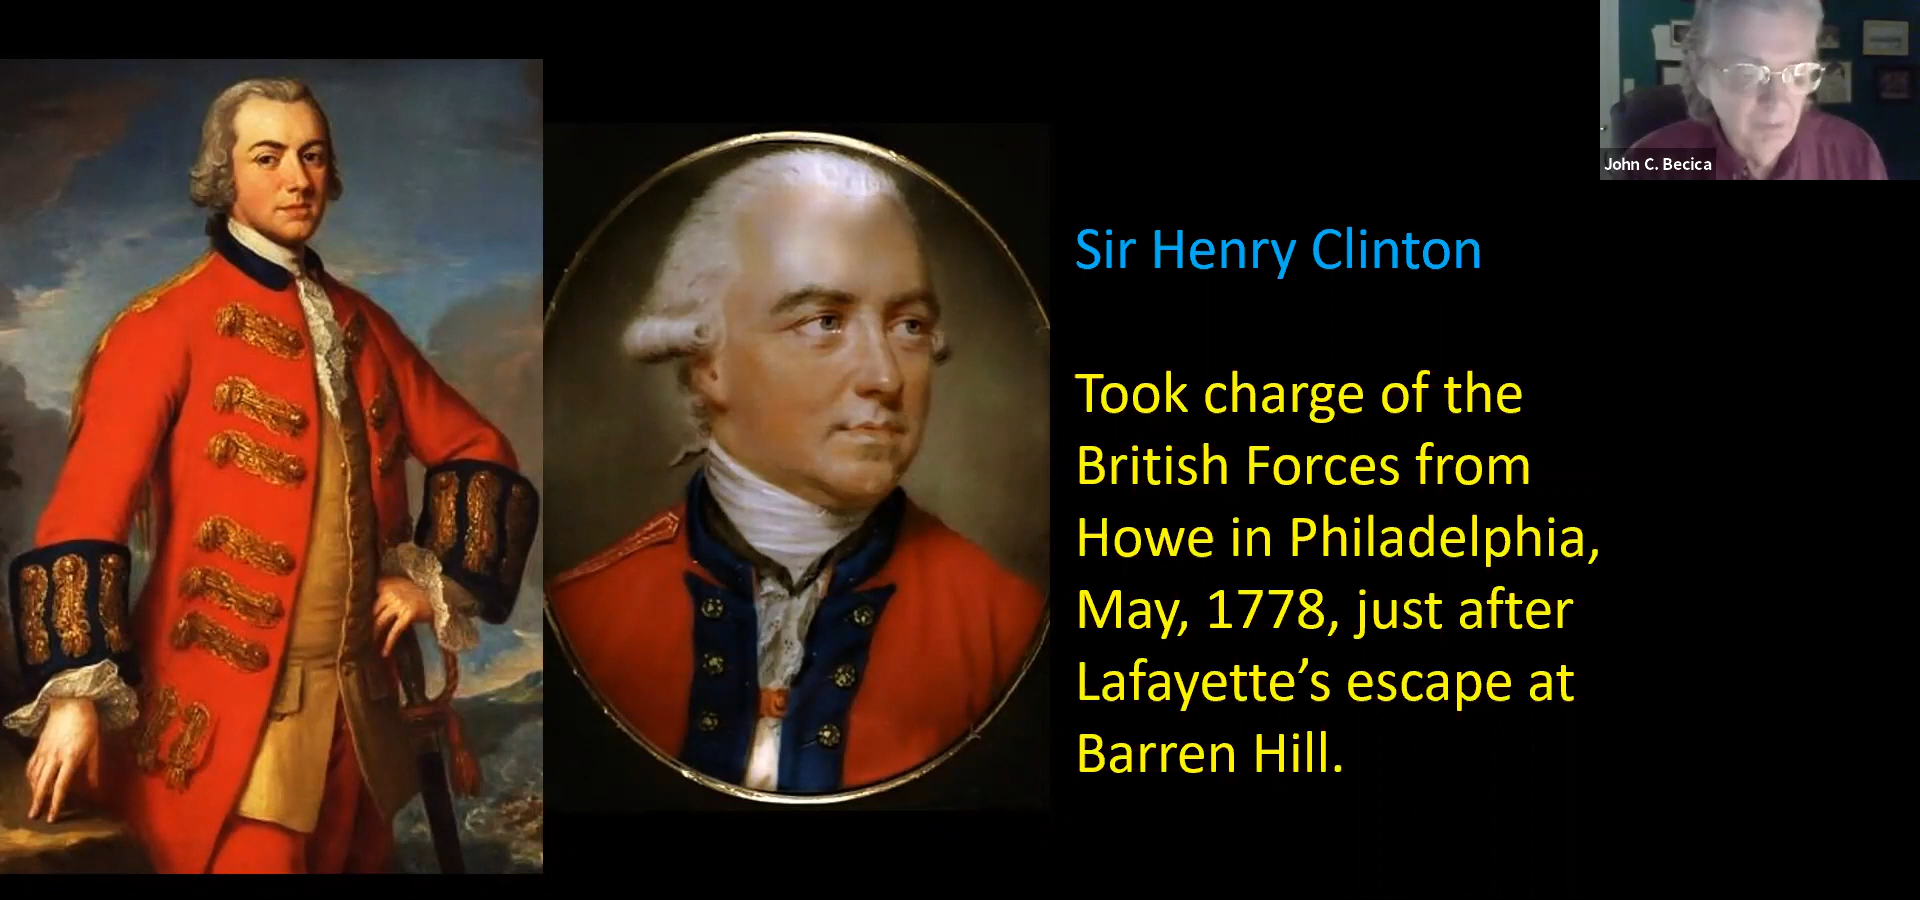 John C. Becica
Sir Henry Clinton
Took charge of the
British Forces from
Howe in Philadelphia,
May, 1778, just after
Lafayette’s escape at
Barren Hill.